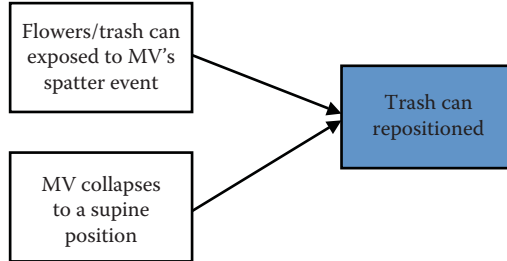 Flowers/trash can
exposed to MV's
spatter event
Trash can
repositioned
MV collapses
to a supine
position